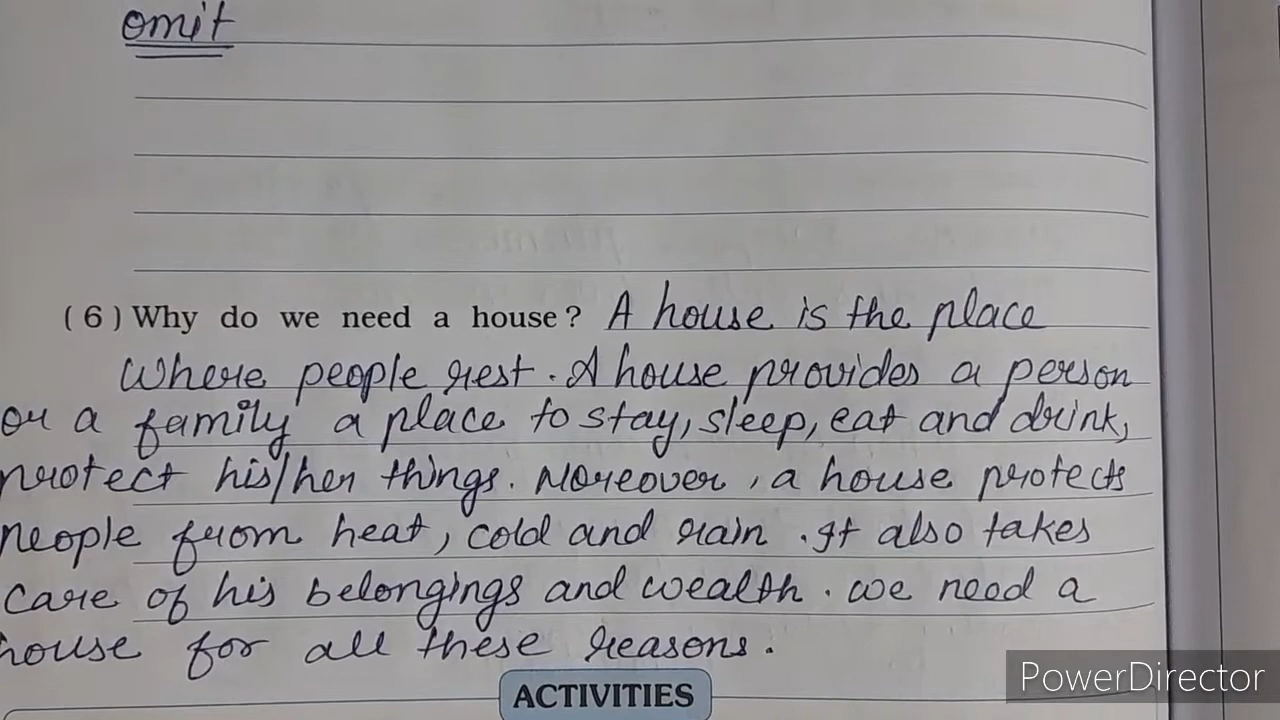 omit
(6) Why do we need a house? A house is the place
where people rest. A house provides a person
or a family a place to stay, sleep, eat and drink,
protect his/her things. Moreover, a house protects
people from heat, cold and rain. It also takes
care of his belongings and wealth. we need a
house for all these reasons.
ACTIVITIES
PowerDirector